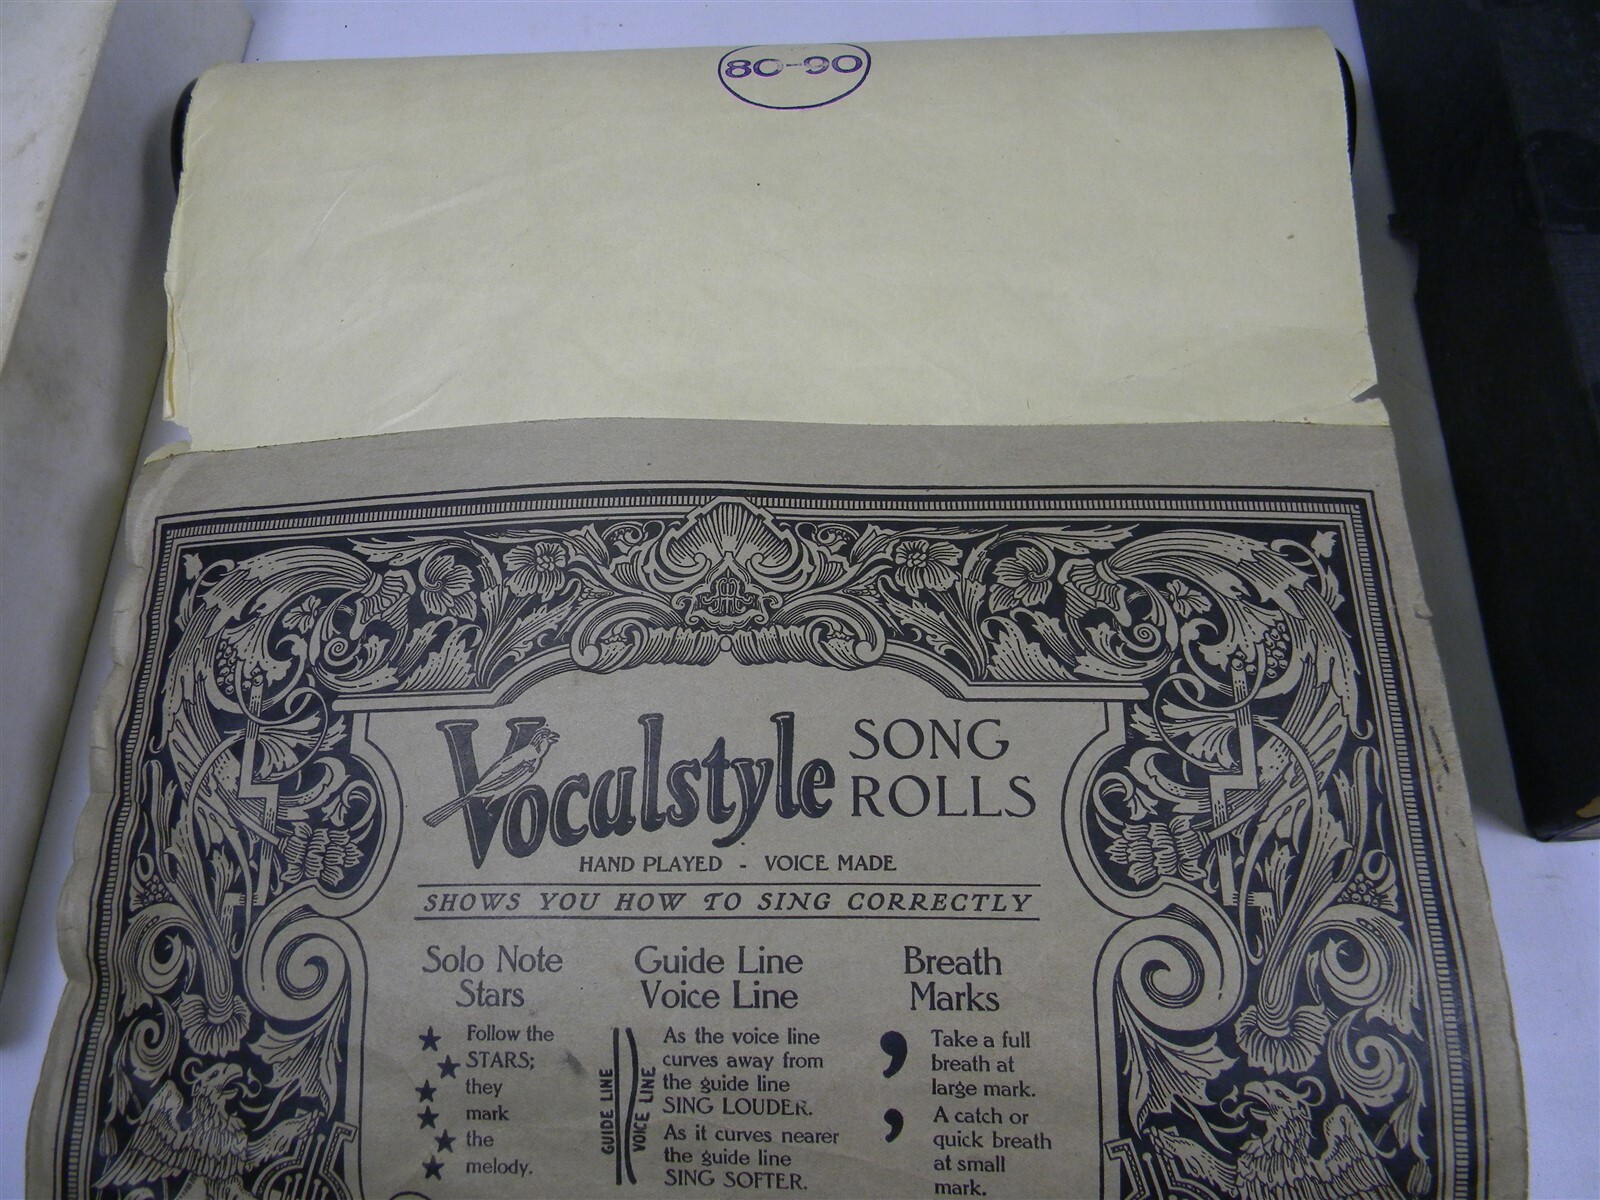 80-90
Voculstyle SONG
ROLLS
HAND PLAYED - VOICE MADE
SHOWS YOU HOW TO SING CORRECTLY
Solo Note
Stars
Follow the
STARS;
they
mark
the
melody.
Guide Line
Voice Line
GUIDE LINE
VOICE LINE
As the voice line
curves away from
the guide line
SING LOUDER.
As it curves nearer
the guide line
SING SOFTER.
Breath
Marks
, Take a full
breath at
large mark.
, A catch or
quick breath
at small
mark.